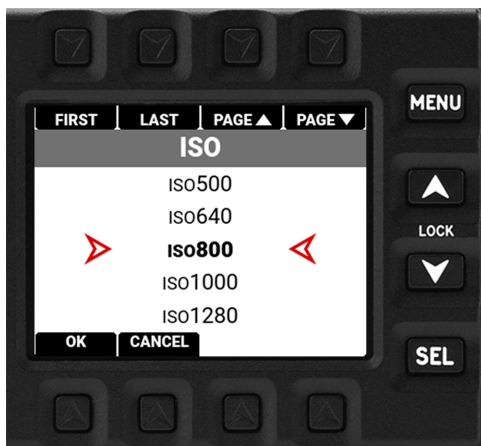 MENU
FIRST LAST PAGE▲ PAGE▼
ISO
ISO500
ISO640
LOCK
ISO800
ISO1000
ISO1280
OK CANCEL
SEL